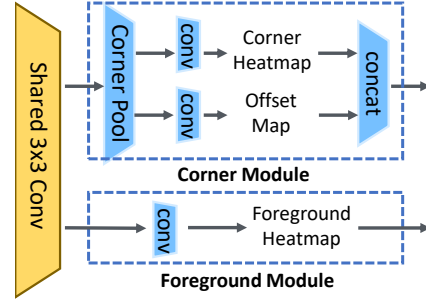 Shared 3x3 Conv
Corner Pool
conv
Corner
Heatmap
conv
Offset
Map
concat
Corner Module
conv
Foreground
Heatmap
Foreground Module